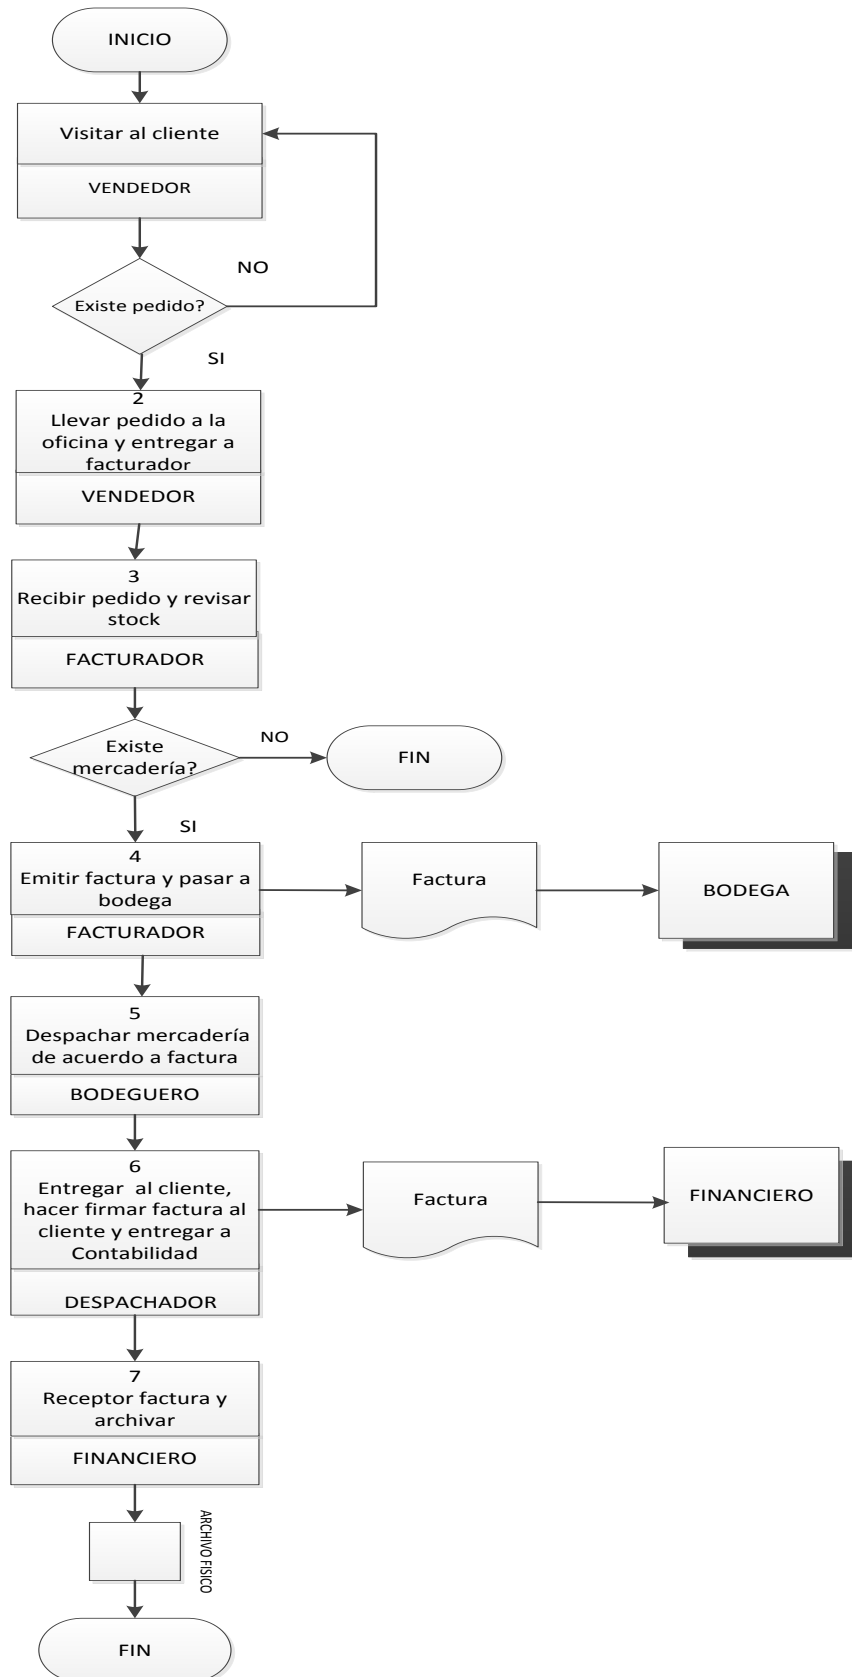 INICIO
Visitar al cliente
VENDEDOR
NO
Existe pedido?
SI
2
Llevar pedido a la
oficina y entregar a
facturador
VENDEDOR
3
Recibir pedido y revisar
stock
FACTURADOR
Existe
mercadería?
NO
FIN
SI
4
Emitir factura y pasar a
bodega
FACTURADOR
Factura
BODEGA
5
Despachar mercadería
de acuerdo a factura
BODEGUERO
6
Entregar al cliente,
hacer firmar factura al
cliente y entregar a
Contabilidad
DESPACHADOR
Factura
FINANCIERO
7
Receptor factura y
archivar
FINANCIERO
ARCHIVO FISICO
FIN